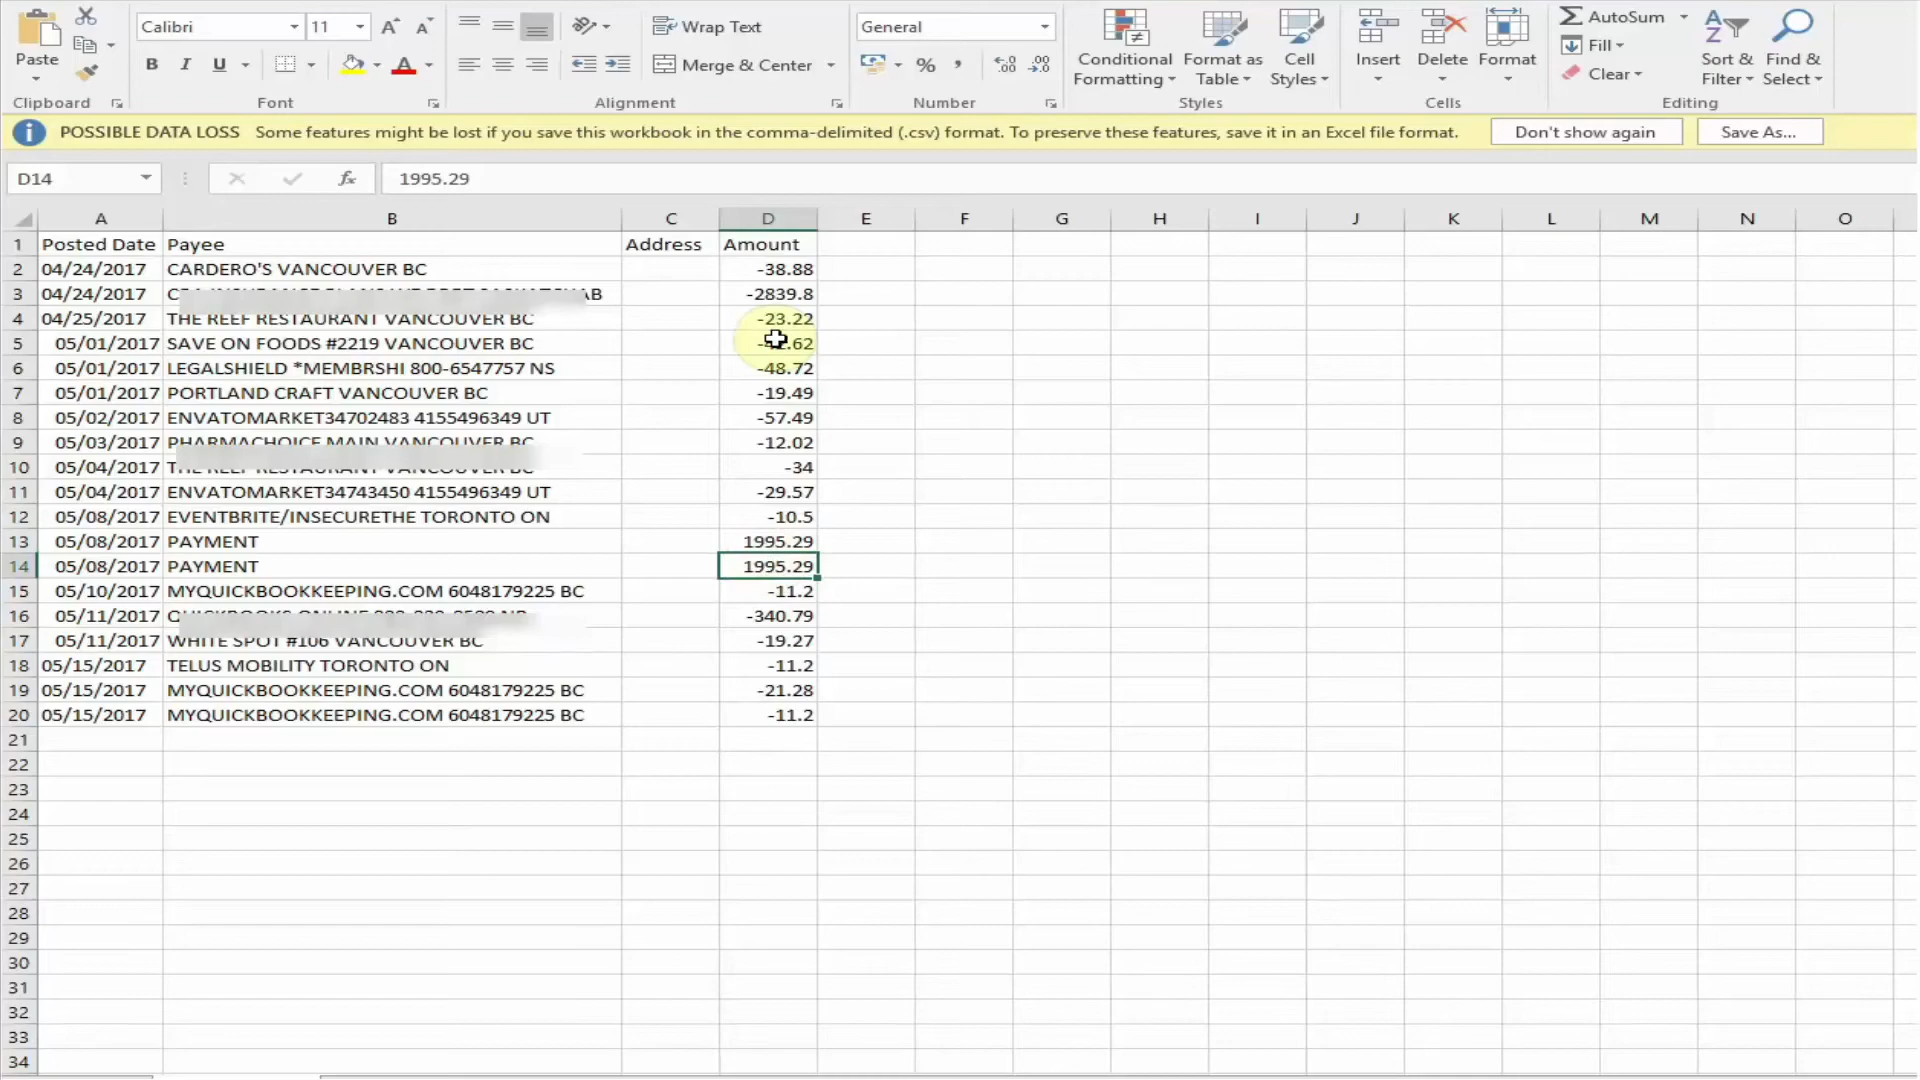 Paste
Clipboard
Calibri 11 A A
B I U A
Font
Wrap Text
Merge & Center
Alignment
General
% ,
Number
Conditional Formatting
Format as Table
Cell Styles
Styles
Insert
Delete
Format
Cells
AutoSum
Fill
Clear
Sort & Filter
Find & Select
Editing
POSSIBLE DATA LOSS Some features might be lost if you save this workbook in the comma-delimited (.csv) format. To preserve these features, save it in an Excel file format. Don't show again Save As...
D14 fx 1995.29
A B C D E F G H I J K L M N O
1 Posted Date Payee Address Amount
2 04/24/2017 CARDERO'S VANCOUVER BC -38.88
3 04/24/2017 -2839.8
4 04/25/2017 THE REEF RESTAURANT VANCOUVER BC -23.22
5 05/01/2017 SAVE ON FOODS #2219 VANCOUVER BC
6 05/01/2017 LEGALSHIELD *MEMBRSHI 800-6547757 NS -48.72
7 05/01/2017 PORTLAND CRAFT VANCOUVER BC -19.49
8 05/02/2017 ENVATOMARKET34702483 4155496349 UT -57.49
9 05/03/2017 PHARMACHOICE MAIN VANCOUVER BC -12.02
10 05/04/2017 THE REEF RESTAURANT VANCOUVER BC -34
11 05/04/2017 ENVATOMARKET34743450 4155496349 UT -29.57
12 05/08/2017 EVENTBRITE/INSECURETHE TORONTO ON -10.5
13 05/08/2017 PAYMENT 1995.29
14 05/08/2017 PAYMENT 1995.29
15 05/10/2017 MYQUICKBOOKKEEPING.COM 6048179225 BC -11.2
16 05/11/2017 QUICKBOOKS ONLINE -340.79
17 05/11/2017 WHITE SPOT #106 VANCOUVER BC -19.27
18 05/15/2017 TELUS MOBILITY TORONTO ON -11.2
19 05/15/2017 MYQUICKBOOKKEEPING.COM 6048179225 BC -21.28
20 05/15/2017 MYQUICKBOOKKEEPING.COM 6048179225 BC -11.2
21
22
23
24
25
26
27
28
29
30
31
32
33
34